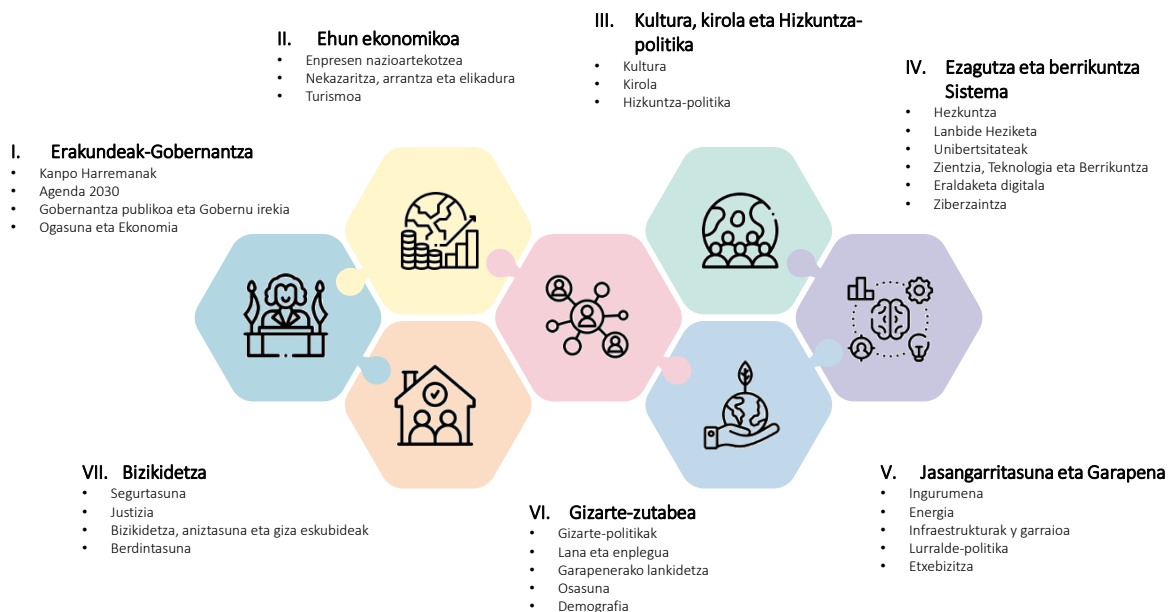 I. Erakundeak-Gobernantza
• Kanpo Harremanak
• Agenda 2030
• Gobernantza publikoa eta Gobernu irekia
• Ogasuna eta Ekonomia
II. Ehun ekonomikoa
• Enpresen nazioartekotzea
• Nekazaritza, arrantza eta elikadura
• Turismoa
III. Kultura, kirola eta Hizkuntza-
politika
• Kultura
• Kirola
• Hizkuntza-politika
IV. Ezagutza eta berrikuntza
Sistema
• Hezkuntza
• Lanbide Heziketa
• Unibertsitateak
• Zientzia, Teknologia eta Berrikuntza
• Eraldaketa digitala
• Ziberzaintza
V. Jasangarritasuna eta Garapena
• Ingurumena
• Energia
• Infraestrukturak y garraioa
• Lurralde-politika
• Etxebizitza
VI. Gizarte-zutabea
• Gizarte-politikak
• Lana eta enplegua
• Garapenerako lankidetza
• Osasuna
• Demografia
VII. Bizikidetza
• Segurtasuna
• Justizia
• Bizikidetza, aniztasuna eta giza eskubideak
• Berdintasuna